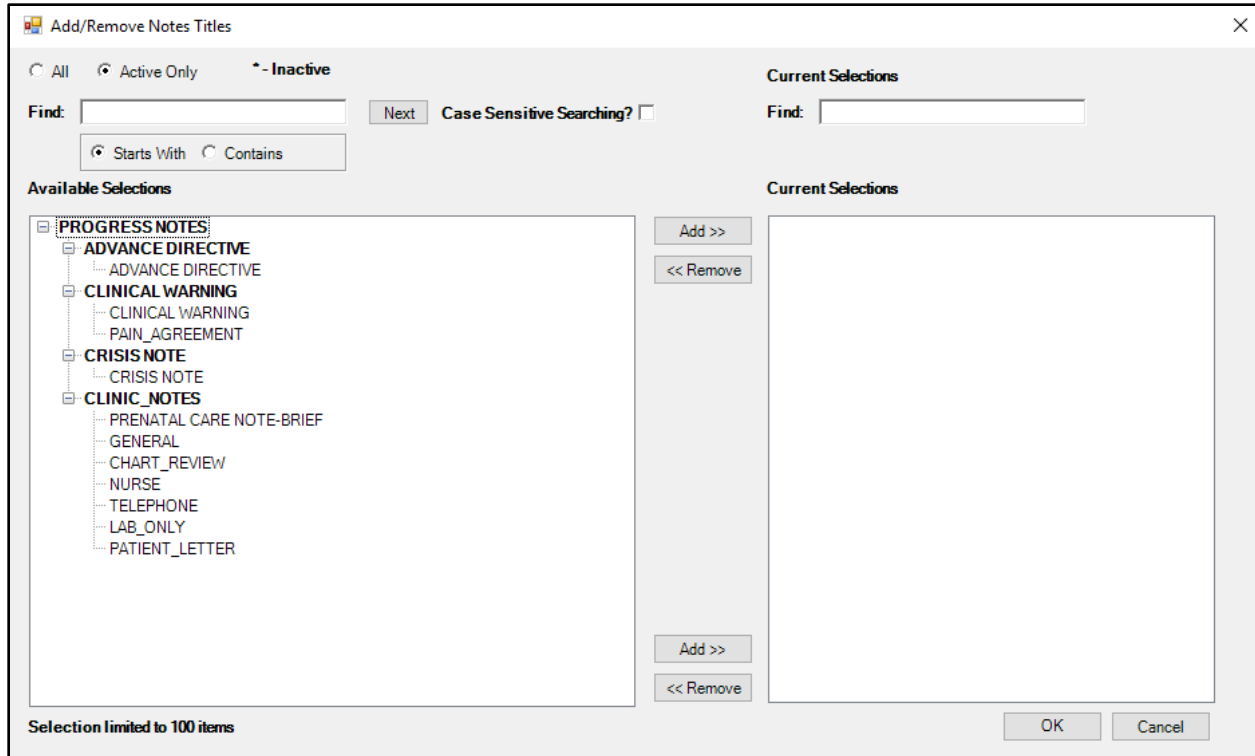 Add/Remove Notes Titles
All Active Only * - Inactive
Current Selections
Find: Next Case Sensitive Searching? Find:
Starts With Contains
Available Selections Current Selections
PROGRESS NOTES
ADVANCE DIRECTIVE
ADVANCE DIRECTIVE
CLINICAL WARNING
CLINICAL WARNING
PAIN_AGREEMENT
CRISIS NOTE
CRISIS NOTE
CLINIC_NOTES
PRENATAL CARE NOTE-BRIEF
GENERAL
CHART_REVIEW
NURSE
TELEPHONE
LAB_ONLY
PATIENT_LETTER
Add >>
<< Remove
Add >>
<< Remove
Selection limited to 100 items
OK Cancel